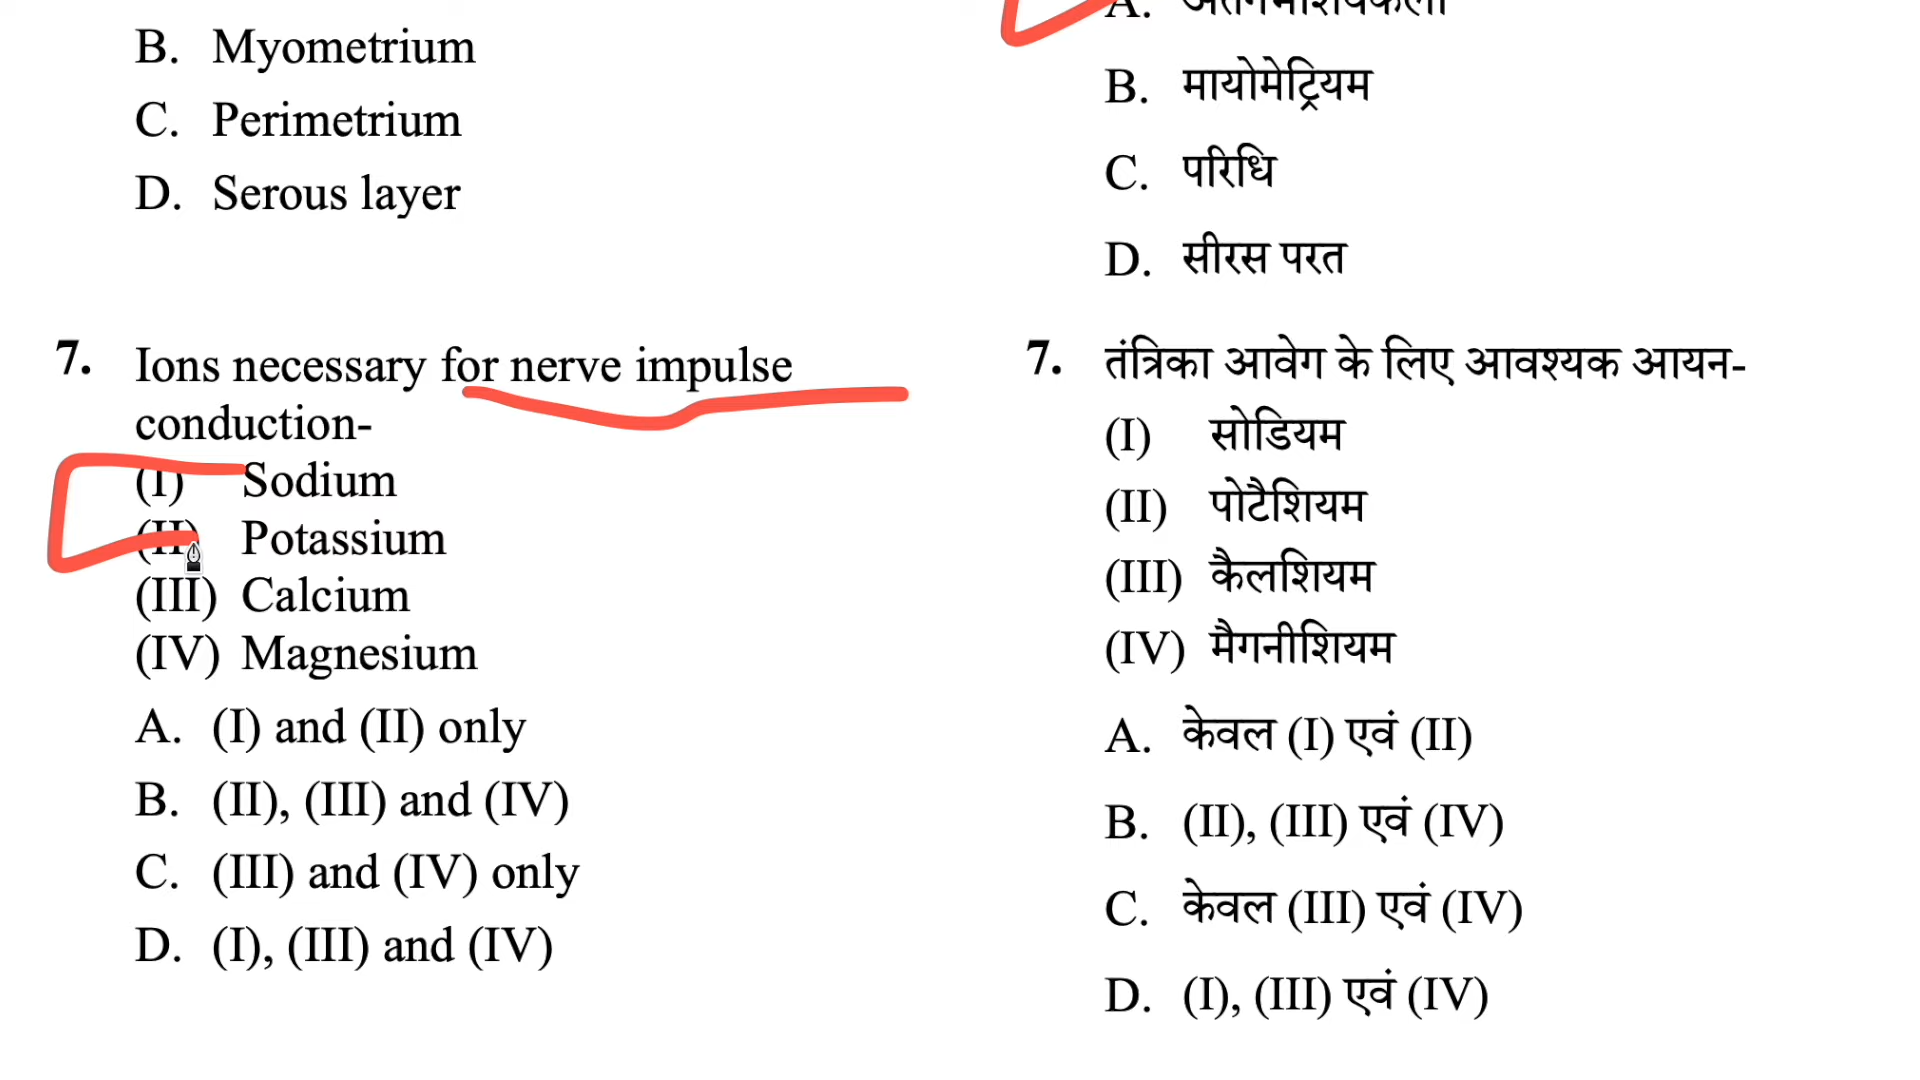 B. Myometrium
C. Perimetrium
D. Serous layer
7. Ions necessary for nerve impulse
conduction-
(I) Sodium
(II) Potassium
(III) Calcium
(IV) Magnesium
A. (I) and (II) only
B. (II), (III) and (IV)
C. (III) and (IV) only
D. (I), (III) and (IV)
A.
B. मायोमेट्रियम
C. परिधि
D. सीरस परत
7. तंत्रिका आवेग के लिए आवश्यक आयन-
(I) सोडियम
(II) पोटैशियम
(III) कैलशियम
(IV) मैगनीशियम
A. केवल (I) एवं (II)
B. (II), (III) एवं (IV)
C. केवल (III) एवं (IV)
D. (I), (III) एवं (IV)